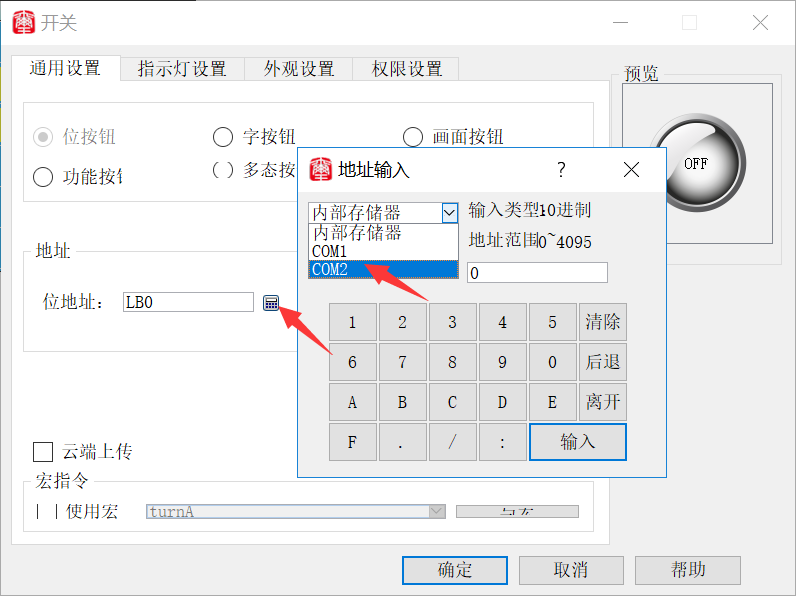 开关
通用设置 指示灯设置 外观设置 权限设置
预览
位按钮 字按钮 画面按钮
OFF
功能按 多态按
地址输入 ?
内部存储器 输入类型10进制
内部存储器
地址范围0~4095
COM1
COM2
0
地址
位地址: LB0
1 2 3 4 5 清除
6 7 8 9 0 后退
A B C D E 离开
F . / : 输入
云端上传
宏指令
使用宏 turnA
确定 取消 帮助